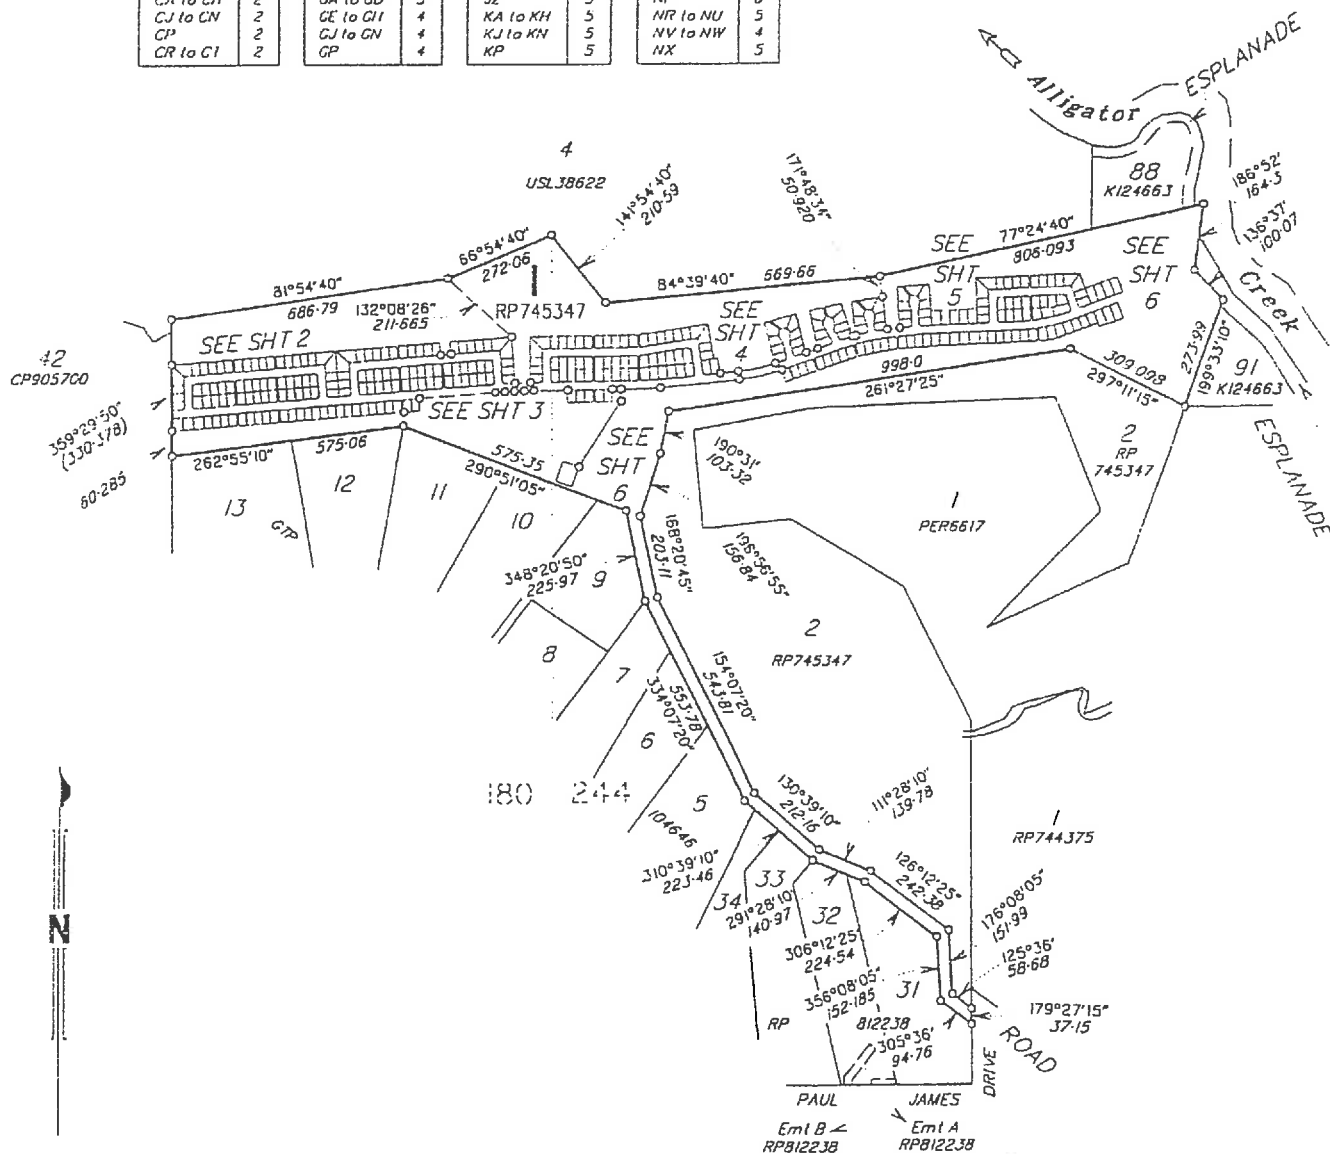 CJ to CN 2
CP 2
CR to CT 2
GE to GH 4
GJ to GN 4
GP 4
KA to KH 5
KJ to KN 5
KP 5
NR to NU 5
NV to NW 4
NX 5
ESPLANADE
Alligator
4
USL38622
141°54'40"
210·59
171°48'34"
50·920
88
K124663
186°52'
164·3
136°37'
100·07
66°54'40"
272·06
77°24'40"
806·093
SEE
SHT
5
SEE
SHT
6
81°54'40"
686·79
132°08'26"
211·665
1
RP745347
84°39'40"
669·66
SEE
SHT
4
Creek
SEE SHT 2
42
CP905700
998·0
261°27'25"
309·098
297°11'15"
273·99
199°33'10"
91
K124663
359°29'50"
(330·378)
60·285
SEE SHT 3
262°55'10"
575·06
575·35
290°51'05"
SEE
SHT
6
190°31'
103·32
2
RP
745347
ESPLANADE
13
GTP
12
11
10
1
PER6617
168°20'45"
203·11
196°56'55"
156·84
348°20'50"
225·97
9
8
7
6
5
2
RP745347
154°07'20"
543·81
553·78
334°07'20"
180 244
104646
130°39'10"
212·16
111°28'10"
139·78
1
RP744375
310°39'10"
223·46
126°12'25"
242·38
34
33
32
31
291°28'10"
140·97
176°08'05"
151·99
N
306°12'25"
224·54
125°36'
58·68
356°08'05"
152·185
179°27'15"
37·15
RP 812238
305°36'
94·76
ROAD
DRIVE
PAUL JAMES
Emt B
RP812238
Emt A
RP812238